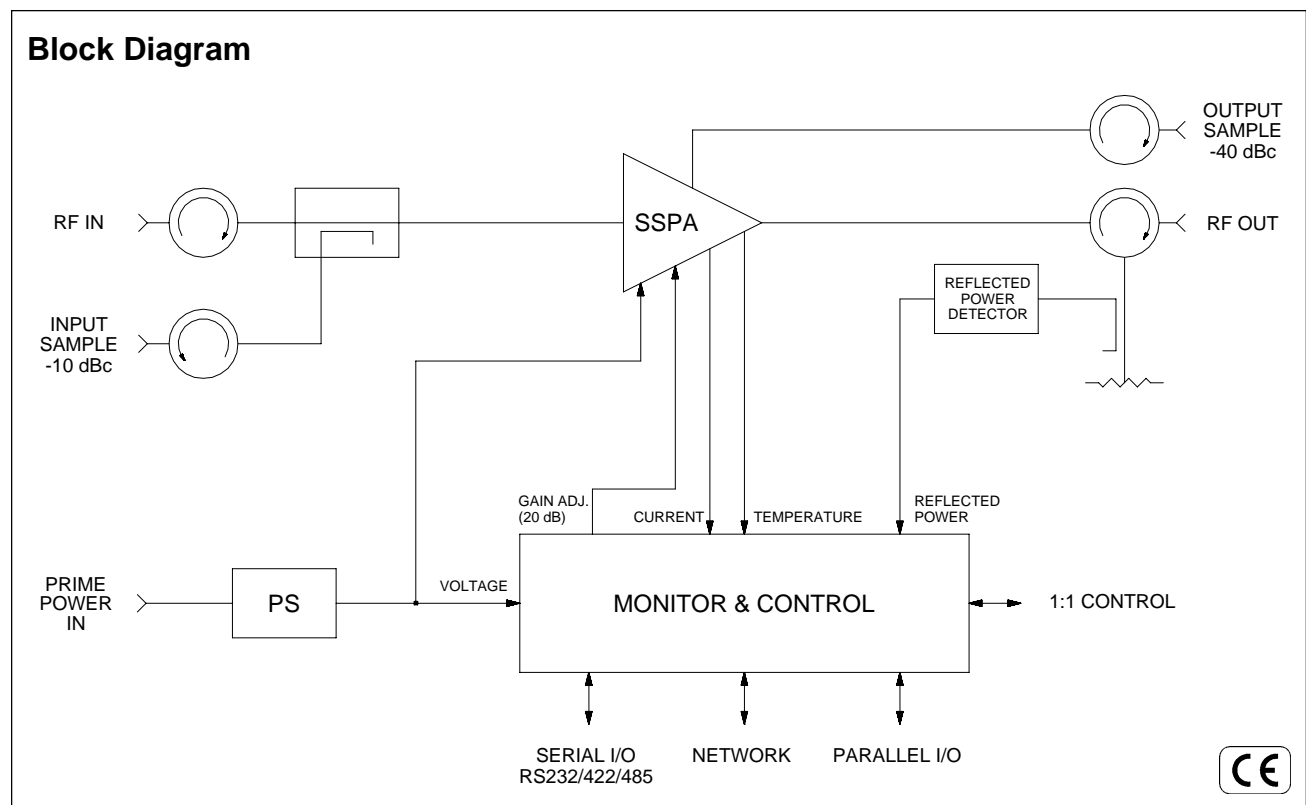 Block Diagram
OUTPUT
SAMPLE
-40 dBc
RF IN
SSPA
RF OUT
REFLECTED
POWER
DETECTOR
INPUT
SAMPLE
-10 dBc
GAIN ADJ.
(20 dB)
CURRENT
TEMPERATURE
REFLECTED
POWER
PRIME
POWER
IN
PS
VOLTAGE
MONITOR & CONTROL
1:1 CONTROL
SERIAL I/O
RS232/422/485
NETWORK
PARALLEL I/O
CE